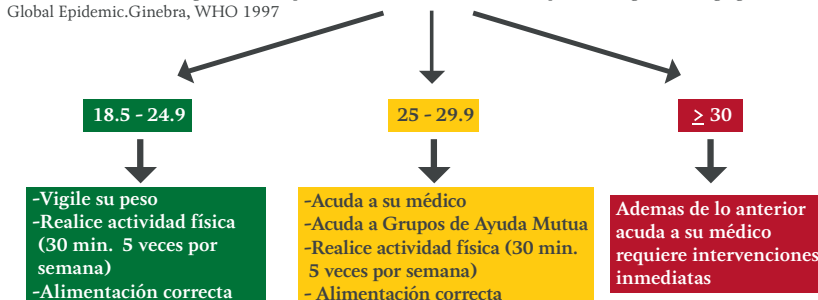 Global Epidemic.Ginebra, WHO 1997
18.5 - 24.9
25 - 29.9
≥ 30
-Vigile su peso
-Realice actividad física
(30 min. 5 veces por
semana)
-Alimentación correcta
-Acuda a su médico
-Acuda a Grupos de Ayuda Mutua
-Realice actividad física (30 min.
5 veces por semana)
- Alimentación correcta
Ademas de lo anterior
acuda a su médico
requiere intervenciones
inmediatas